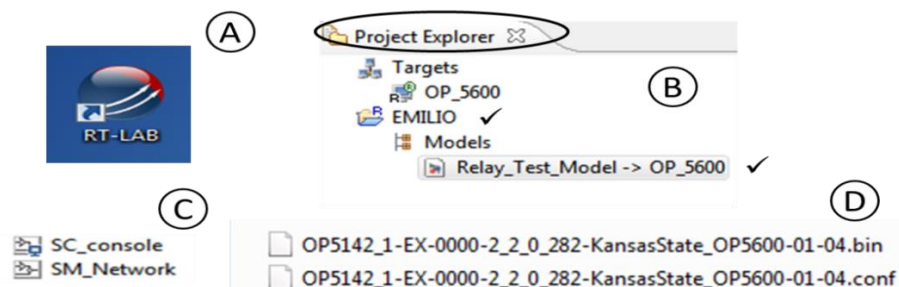 A
RT-LAB
Project Explorer
Targets
OP_5600
EMILIO
Models
Relay_Test_Model -> OP_5600
B
C
SC_console
SM_Network
D
OP5142_1-EX-0000-2_2_0_282-KansasState_OP5600-01-04.bin
OP5142_1-EX-0000-2_2_0_282-KansasState_OP5600-01-04.conf